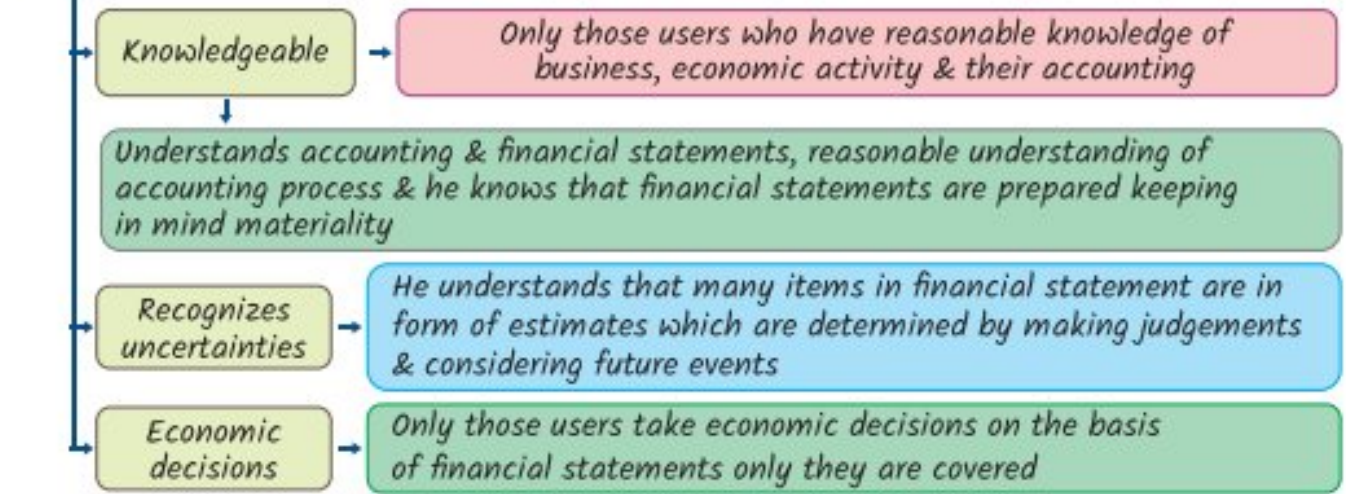 Knowledgeable
Only those users who have reasonable knowledge of
business, economic activity & their accounting
Understands accounting & financial statements, reasonable understanding of
accounting process & he knows that financial statements are prepared keeping
in mind materiality
Recognizes
uncertainties
He understands that many items in financial statement are in
form of estimates which are determined by making judgements
& considering future events
Economic
decisions
Only those users take economic decisions on the basis
of financial statements only they are covered